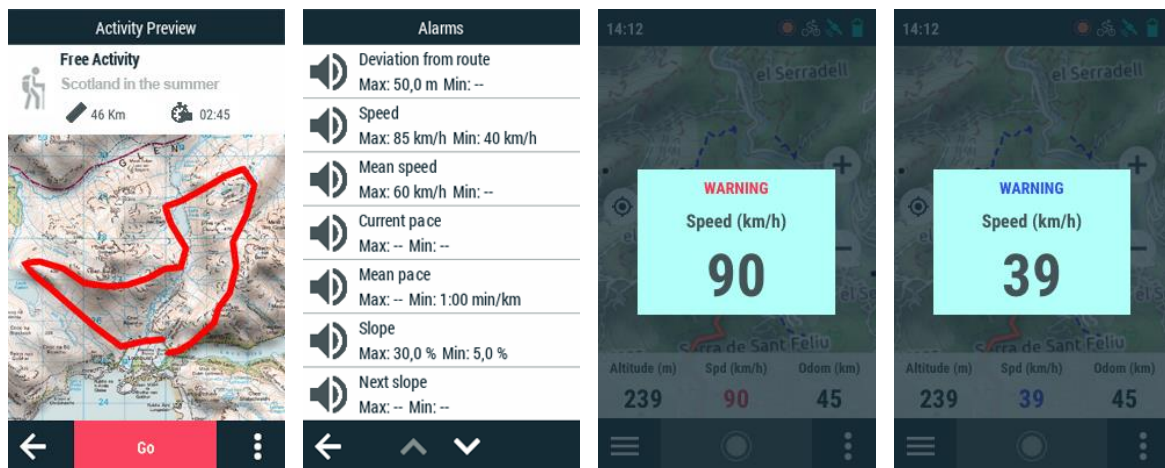 Activity Preview
Free Activity
Scotland in the summer
46 Km 02:45
G E N
24
Go
Alarms
Deviation from route
Max: 50,0 m Min: --
Speed
Max: 85 km/h Min: 40 km/h
Mean speed
Max: 60 km/h Min: --
Current pace
Max: -- Min: --
Mean pace
Max: -- Min: 1:00 min/km
Slope
Max: 30,0 % Min: 5,0 %
Next slope
Max: -- Min: --
14:12
el Serradell
WARNING
Speed (km/h)
90
Serra de Sant Feliu
Altitude (m) Spd (km/h) Odom (km)
239 90 45
14:12
el Serradell
WARNING
Speed (km/h)
39
Serra de Sant Feliu
Altitude (m) Spd (km/h) Odom (km)
239 39 45